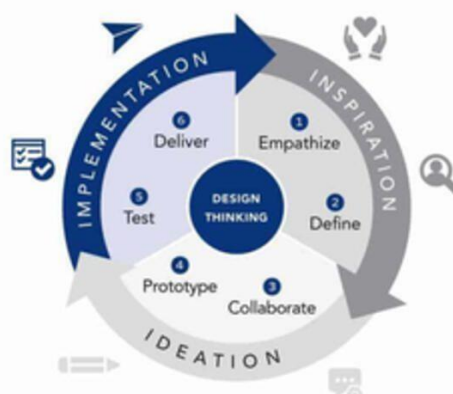 IMPLEMENTATION
INSPIRATION
IDEATION
DESIGN
THINKING
1
Empathize
2
Define
3
Collaborate
4
Prototype
5
Test
6
Deliver